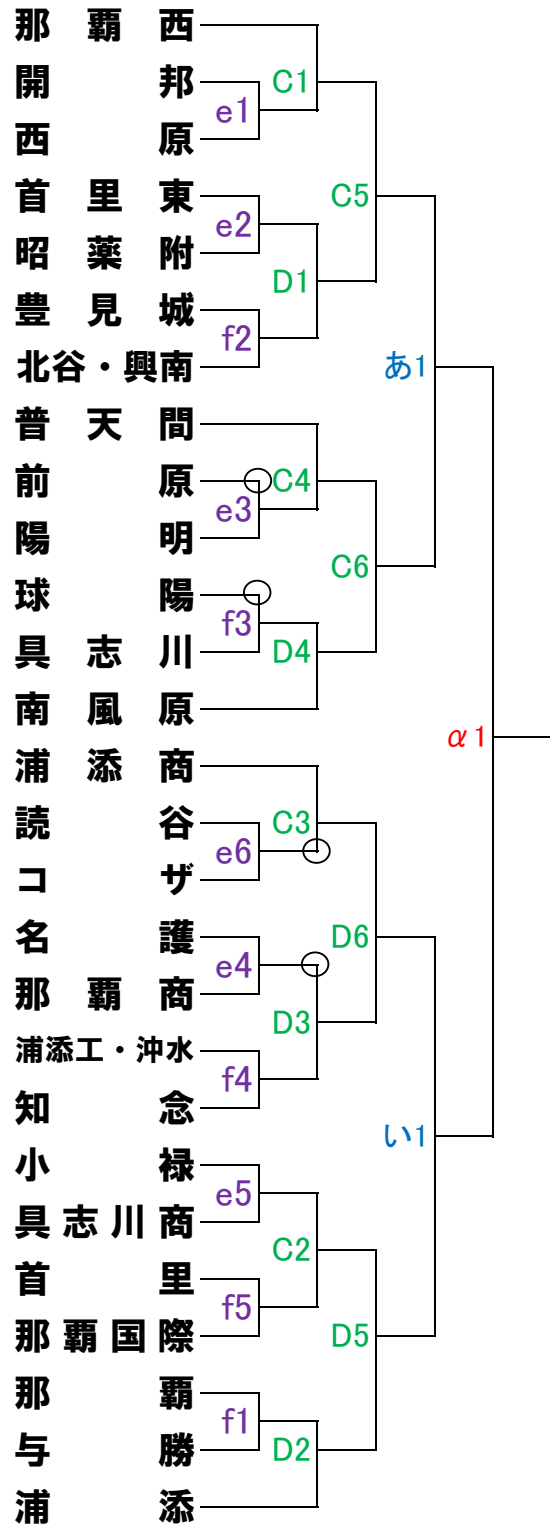 那覇西
開邦
西原
首里東
昭薬附
豊見城
北谷・興南
普天間
前原
陽明
球陽
具志川
南風原
浦添商
読谷
コザ
名護
那覇商
浦添工・沖水
知念
小禄
具志川商
首里
那覇国際
那覇
与勝
浦添
e1
e2
f2
e3
f3
e6
e4
f4
e5
f5
f1
C1
D1
C4
D4
C3
D3
C2
D2
C5
C6
D6
D5
あ1
い1
α1